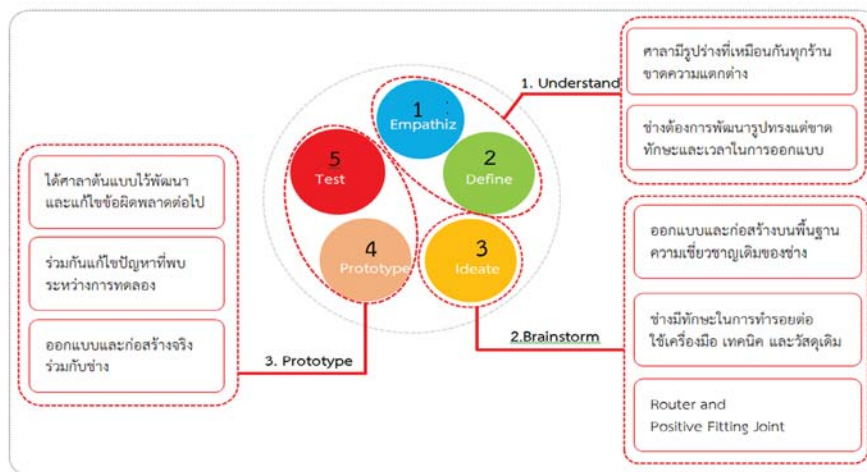 1
Empathiz
2
Define
3
Ideate
4
Prototype
5
Test
1. Understand
ศาลามีรูปร่างที่เหมือนกันทุกร้าน
ขาดความแตกต่าง
ช่างต้องการพัฒนารูปทรงแต่ขาด
ทักษะและเวลาในการออกแบบ
2.Brainstorm
ออกแบบและก่อสร้างบนพื้นฐาน
ความเชี่ยวชาญเดิมของช่าง
ช่างมีทักษะในการทำรอยต่อ
ใช้เครื่องมือ เทคนิค และวัสดุเดิม
Router and
Positive Fitting Joint
3. Prototype
ได้ศาลาต้นแบบไว้พัฒนา
และแก้ไขข้อผิดพลาดต่อไป
ร่วมกันแก้ไขปัญหาที่พบ
ระหว่างการทดลอง
ออกแบบและก่อสร้างจริง
ร่วมกับช่าง